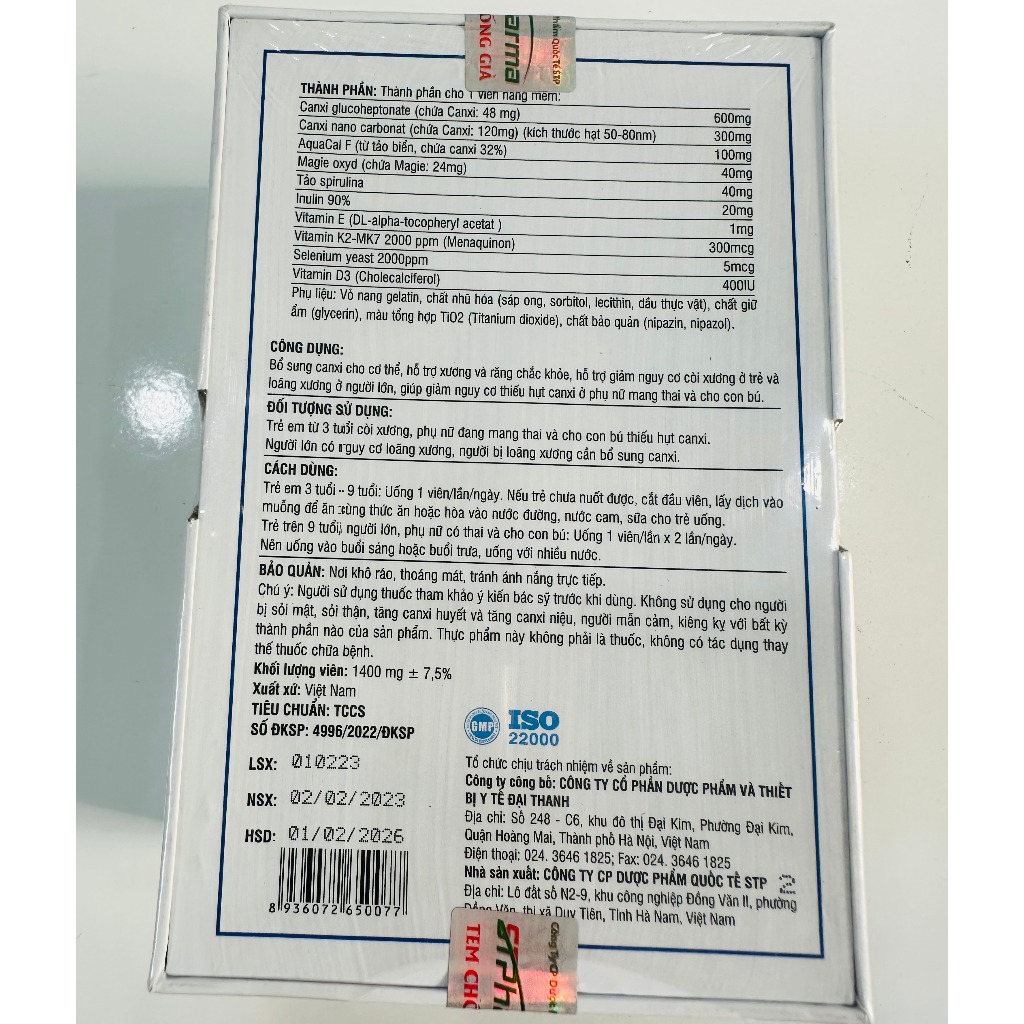 arma
ỐNG GIẢ
hẩm Quốc Tế STP
THÀNH PHẦN: Thành phần cho 1 viên nang mềm:
Canxi glucoheptonate (chứa Canxi: 48 mg) 600mg
Canxi nano carbonat (chứa Canxi: 120mg) (kích thước hạt 50-80nm) 300mg
AquaCal F (từ tảo biển, chứa canxi 32%) 100mg
Magie oxyd (chứa Magie: 24mg) 40mg
Tảo spirulina 40mg
Inulin 90% 20mg
Vitamin E (DL-alpha-tocopheryl acetat ) 1mg
Vitamin K2-MK7 2000 ppm (Menaquinon) 300mcg
Selenium yeast 2000ppm 5mcg
Vitamin D3 (Cholecalciferol) 400IU
Phụ liệu: Vỏ nang gelatin, chất nhũ hóa (sáp ong, sorbitol, lecithin, dầu thực vật), chất giữ
ẩm (glycerin), màu tổng hợp TiO2 (Titanium dioxide), chất bảo quản (nipazin, nipazol).
CÔNG DỤNG:
Bổ sung canxi cho cơ thể, hỗ trợ xương và răng chắc khỏe, hỗ trợ giảm nguy cơ còi xương ở trẻ và
loãng xương ở người lớn, giúp giảm nguy cơ thiếu hụt canxi ở phụ nữ mang thai và cho con bú.
ĐỐI TƯỢNG SỬ DỤNG:
Trẻ em từ 3 tuổi còi xương, phụ nữ đang mang thai và cho con bú thiếu hụt canxi.
Người lớn có nguy cơ loãng xương, người bị loãng xương cần bổ sung canxi.
CÁCH DÙNG:
Trẻ em 3 tuổi - 9 tuổi: Uống 1 viên/lần/ngày. Nếu trẻ chưa nuốt được, cắt đầu viên, lấy dịch vào
muỗng để ăn cùng thức ăn hoặc hòa vào nước đường, nước cam, sữa cho trẻ uống.
Trẻ trên 9 tuổi, người lớn, phụ nữ có thai và cho con bú: Uống 1 viên/lần x 2 lần/ngày.
Nên uống vào buổi sáng hoặc buổi trưa, uống với nhiều nước.
BẢO QUẢN: Nơi khô ráo, thoáng mát, tránh ánh nắng trực tiếp.
Chú ý: Người sử dụng thuốc tham khảo ý kiến bác sỹ trước khi dùng. Không sử dụng cho người
bị sỏi mật, sỏi thận, tăng canxi huyết và tăng canxi niệu, người mẫn cảm, kiêng kỵ với bất kỳ
thành phần nào của sản phẩm. Thực phẩm này không phải là thuốc, không có tác dụng thay
thế thuốc chữa bệnh.
Khối lượng viên: 1400 mg ± 7,5%
Xuất xứ: Việt Nam
TIÊU CHUẨN: TCCS
SỐ ĐKSP: 4996/2022/ĐKSP
LSX: 010223
NSX: 02/02/2023
HSD: 01/02/2026
8 936072 650077
GMP
ISO
22000
Tổ chức chịu trách nhiệm về sản phẩm:
Công ty công bố: CÔNG TY CỔ PHẦN DƯỢC PHẨM VÀ THIẾT
BỊ Y TẾ ĐẠI THANH
Địa chỉ: Số 248 - C6, khu đô thị Đại Kim, Phường Đại Kim,
Quận Hoàng Mai, Thành phố Hà Nội, Việt Nam
Điện thoại: 024. 3646 1825; Fax: 024. 3646 1825
Nhà sản xuất: CÔNG TY CP DƯỢC PHẨM QUỐC TẾ STP 2
Địa chỉ: Lô đất số N2-9, khu công nghiệp Đồng Văn II, phường
Đồng Văn, thị xã Duy Tiên, Tỉnh Hà Nam, Việt Nam
Công Ty CP Dược
STPh
TEM CHỐ